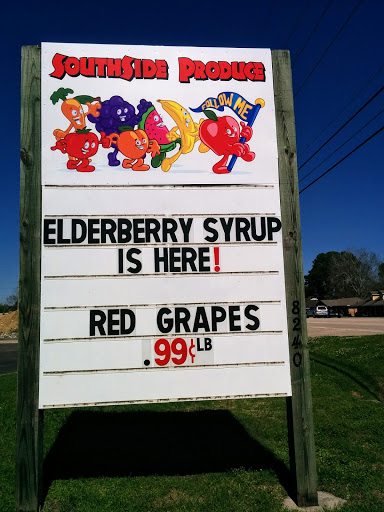 SOUTHSIDE PRODUCE
FOLLOW ME
ELDERBERRY SYRUP
IS HERE!
RED GRAPES
.99¢ LB
8240